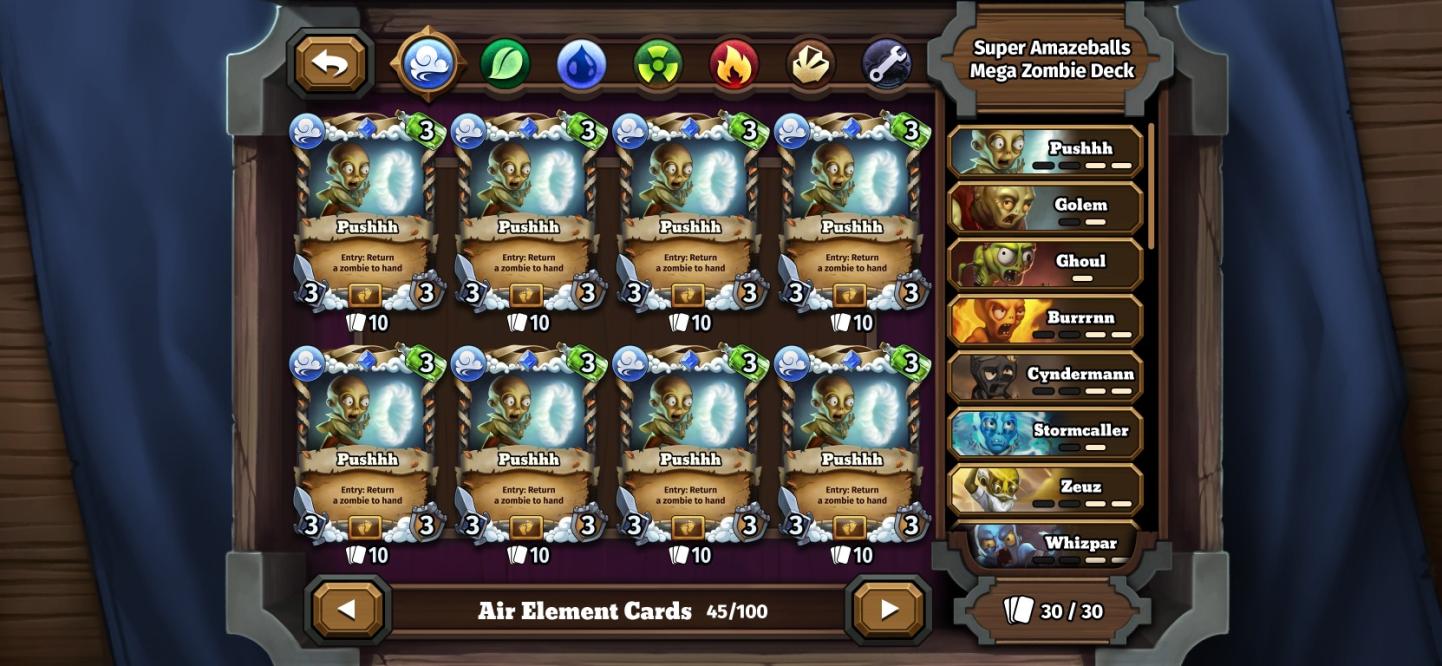 Super Amazeballs
Mega Zombie Deck
3 3 3 3
Pushhh Pushhh Pushhh Pushhh
Entry: Return Entry: Return Entry: Return Entry: Return
a zombie to hand a zombie to hand a zombie to hand a zombie to hand
3 3 3 3 3 3 3 3
10 10 10 10
3 3 3 3
Pushhh Pushhh Pushhh Pushhh
Entry: Return Entry: Return Entry: Return Entry: Return
a zombie to hand a zombie to hand a zombie to hand a zombie to hand
3 3 3 3 3 3 3 3
10 10 10 10
Air Element Cards 45/100
Pushhh
Golem
Ghoul
Burrrnn
Cyndermann
Stormcaller
Zeuz
Whizpar
30 / 30